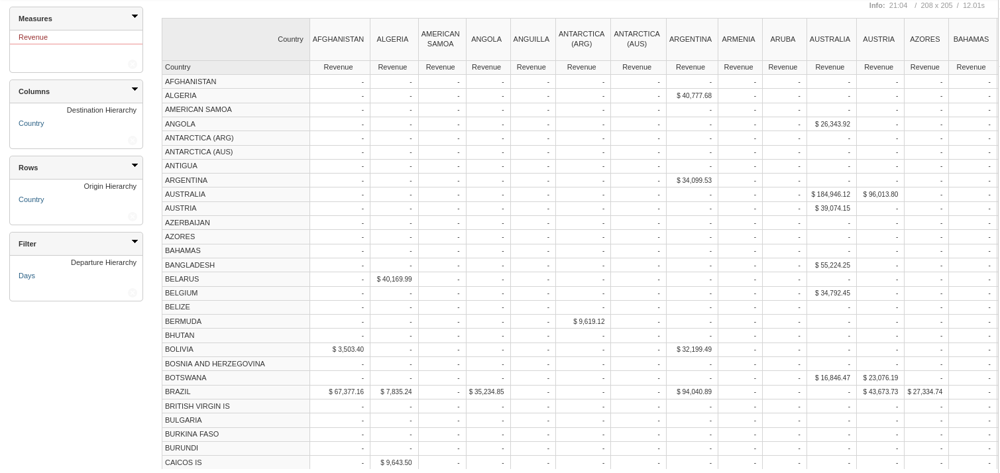 Info: 21:04 / 208 x 205 / 12.01s
Measures
Revenue
Columns
Destination Hierarchy
Country
Rows
Origin Hierarchy
Country
Filter
Departure Hierarchy
Days
Country AFGHANISTAN ALGERIA AMERICAN SAMOA ANGOLA ANGUILLA ANTARCTICA (ARG) ANTARCTICA (AUS) ARGENTINA ARMENIA ARUBA AUSTRALIA AUSTRIA AZORES BAHAMAS
Country Revenue Revenue Revenue Revenue Revenue Revenue Revenue Revenue Revenue Revenue Revenue Revenue Revenue Revenue
AFGHANISTAN - - - - - - - - - - - - - -
ALGERIA - - - - - - - $ 40,777.68 - - - - - -
AMERICAN SAMOA - - - - - - - - - - - - - -
ANGOLA - - - - - - - - - - $ 26,343.92 - - -
ANTARCTICA (ARG) - - - - - - - - - - - - - -
ANTARCTICA (AUS) - - - - - - - - - - - - - -
ANTIGUA - - - - - - - - - - - - - -
ARGENTINA - - - - - - - $ 34,099.53 - - - - - -
AUSTRALIA - - - - - - - - - - $ 184,946.12 $ 96,013.80 - -
AUSTRIA - - - - - - - - - - $ 39,074.15 - - -
AZERBAIJAN - - - - - - - - - - - - - -
AZORES - - - - - - - - - - - - - -
BAHAMAS - - - - - - - - - - - - - -
BANGLADESH - - - - - - - - - - $ 55,224.25 - - -
BELARUS - $ 40,169.99 - - - - - - - - - - - -
BELGIUM - - - - - - - - - - $ 34,792.45 - - -
BELIZE - - - - - - - - - - - - - -
BERMUDA - - - - - $ 9,619.12 - - - - - - - -
BHUTAN - - - - - - - - - - - - - -
BOLIVIA $ 3,503.40 - - - - - - $ 32,199.49 - - - - - -
BOSNIA AND HERZEGOVINA - - - - - - - - - - - - - -
BOTSWANA - - - - - - - - - - $ 16,846.47 $ 23,076.19 - -
BRAZIL $ 67,377.16 $ 7,835.24 - $ 35,234.85 - - - $ 94,040.89 - - - $ 43,673.73 $ 27,334.74 -
BRITISH VIRGIN IS - - - - - - - - - - - - - -
BULGARIA - - - - - - - - - - - - - -
BURKINA FASO - - - - - - - - - - - - - -
BURUNDI - - - - - - - - - - - - - -
CAICOS IS - $ 9,643.50 - - - - - - - - - - - -